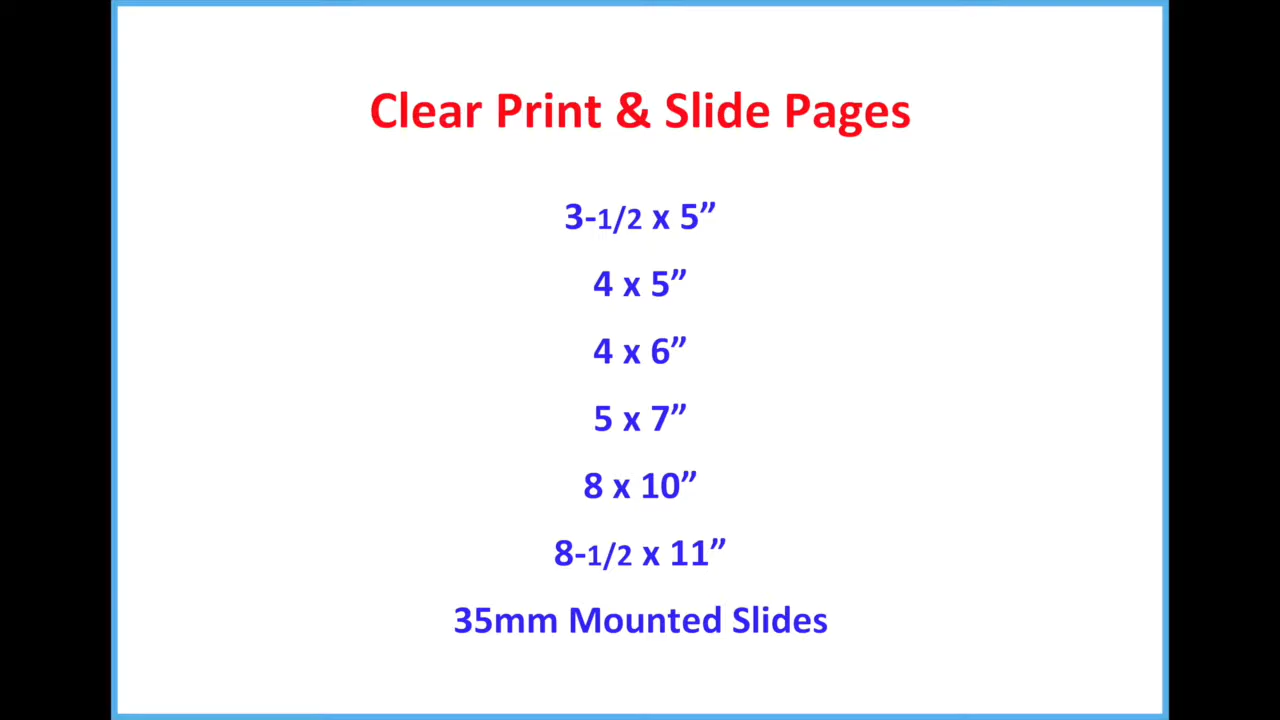 Clear Print & Slide Pages
3-1/2 x 5”
4 x 5”
4 x 6”
5 x 7”
8 x 10”
8-1/2 x 11”
35mm Mounted Slides